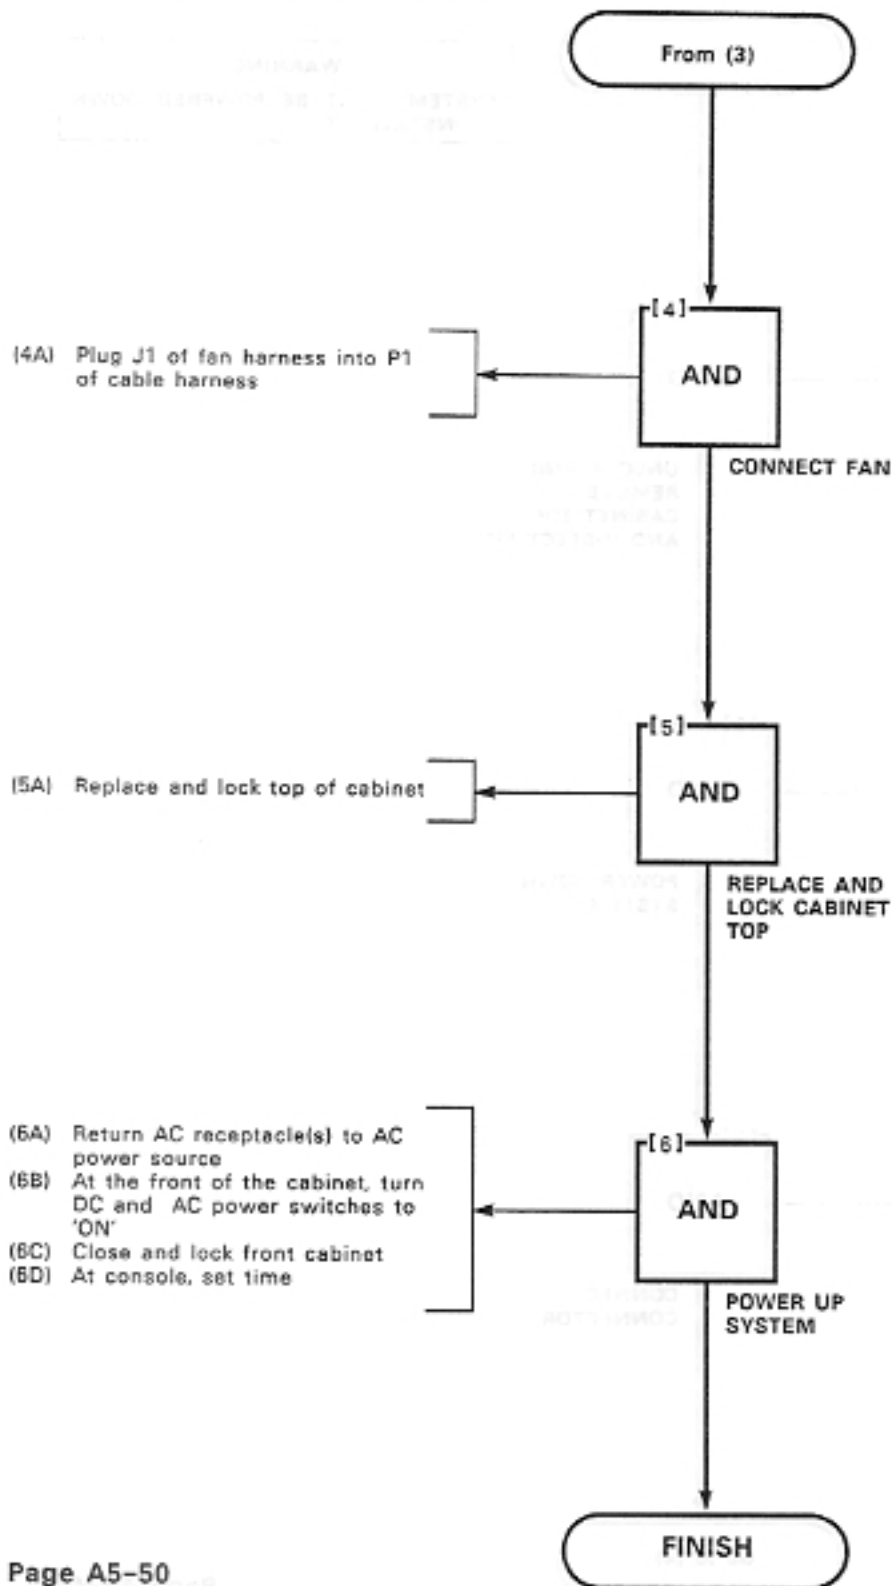 From (3)
[4]
AND
CONNECT FAN
(4A) Plug J1 of fan harness into P1
of cable harness
[5]
AND
REPLACE AND
LOCK CABINET
TOP
(5A) Replace and lock top of cabinet
[6]
AND
POWER UP
SYSTEM
(6A) Return AC receptacle(s) to AC
power source
(6B) At the front of the cabinet, turn
DC and AC power switches to
'ON'
(6C) Close and lock front cabinet
(6D) At console, set time
FINISH
Page A5-50